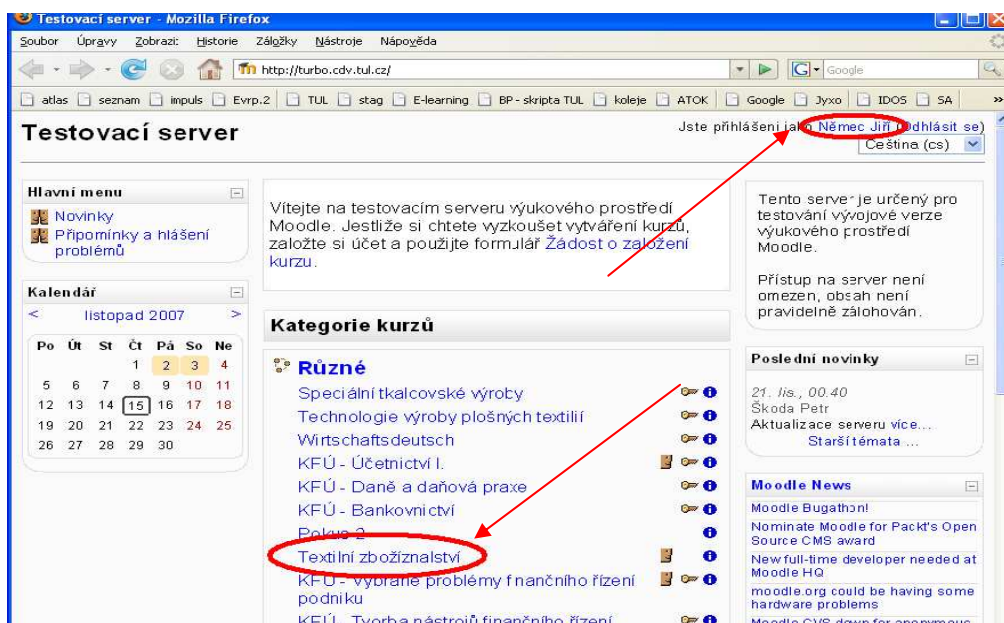 Testovací server - Mozilla Firefox
Soubor Úpravy Zobrazit Historie Záložky Nástroje Nápověda
http://turbo.cdv.tul.cz/
Google
atlas seznam impuls Evrp.2 TUL stag E-learning BP - skripta TUL koleje ATOK Google Jyxo IDOS SA »
Testovací server
Jste přihlášeni jako Němec Jiří (Odhlásit se)
Čeština (cs)
Hlavní menu
Novinky
Připomínky a hlášení
problémů
Kalendář
< listopad 2007 >
Po Út St Čt Pá So Ne
1 2 3 4
5 6 7 8 9 10 11
12 13 14 15 16 17 18
19 20 21 22 23 24 25
26 27 28 29 30
Vítejte na testovacím serveru výukového prostředí
Moodle. Jestliže si chtete vyzkoušet vytváření kurzů,
založte si účet a použijte formulář Žádost o založení
kurzu.
Kategorie kurzů
Různé
Speciální tkalcovské výroby
Technologie výroby plošných textilií
Wirtschaftsdeutsch
KFÚ - Účetnictví I.
KFÚ - Daně a daňová praxe
KFÚ - Bankovnictví
Pokus 2
Textilní zbožíznalství
KFÚ - Vybrané problémy finančního řízení
podniku
KFÚ - Tvorba nástrojů finančního řízení
Tento server je určený pro
testování vývojové verze
výukového prostředí
Moodle.
Přístup na server není
omezen, obsah není
pravidelně zálohován.
Poslední novinky
21. lis., 00.40
Škoda Petr
Aktualizace serveru více...
Starší témata ...
Moodle News
Moodle Bugathon!
Nominate Moodle for Packt's Open
Source CMS award
New full-time developer needed at
Moodle HQ
moodle.org could be having some
hardware problems
Moodle CVS down for anonymous